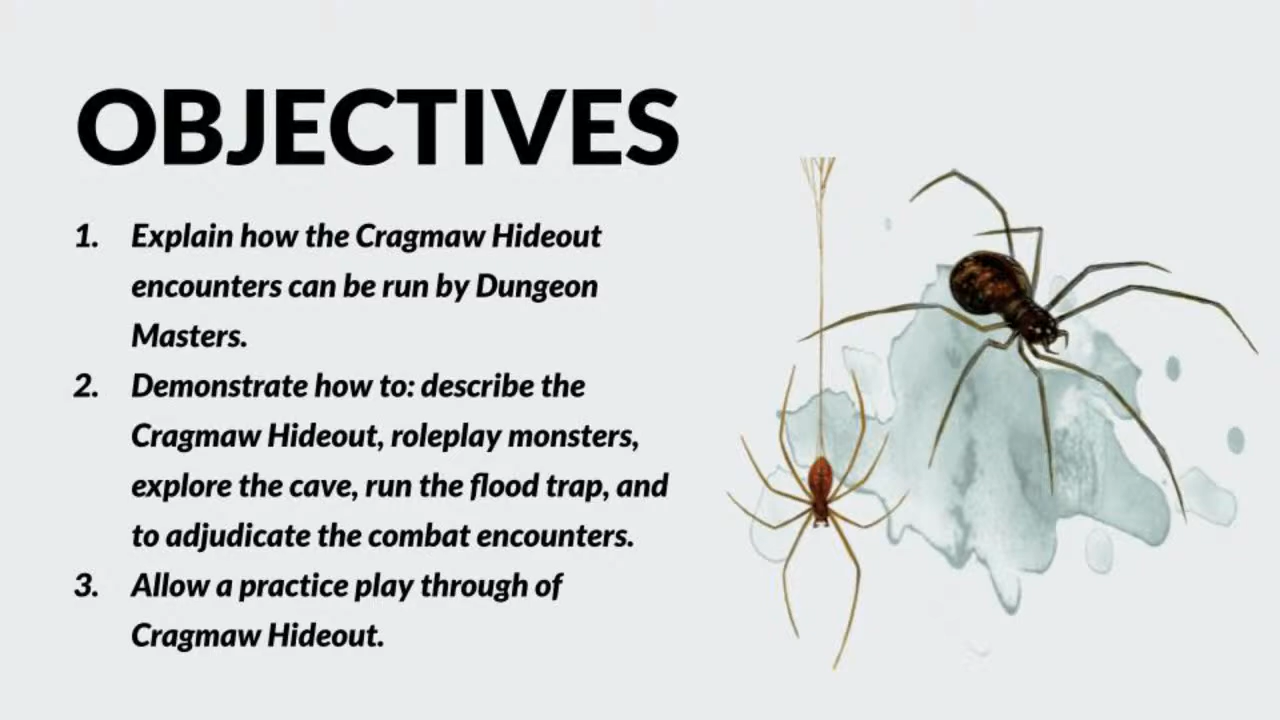 OBJECTIVES
1. Explain how the Cragmaw Hideout
encounters can be run by Dungeon
Masters.
2. Demonstrate how to: describe the
Cragmaw Hideout, roleplay monsters,
explore the cave, run the flood trap, and
to adjudicate the combat encounters.
3. Allow a practice play through of
Cragmaw Hideout.